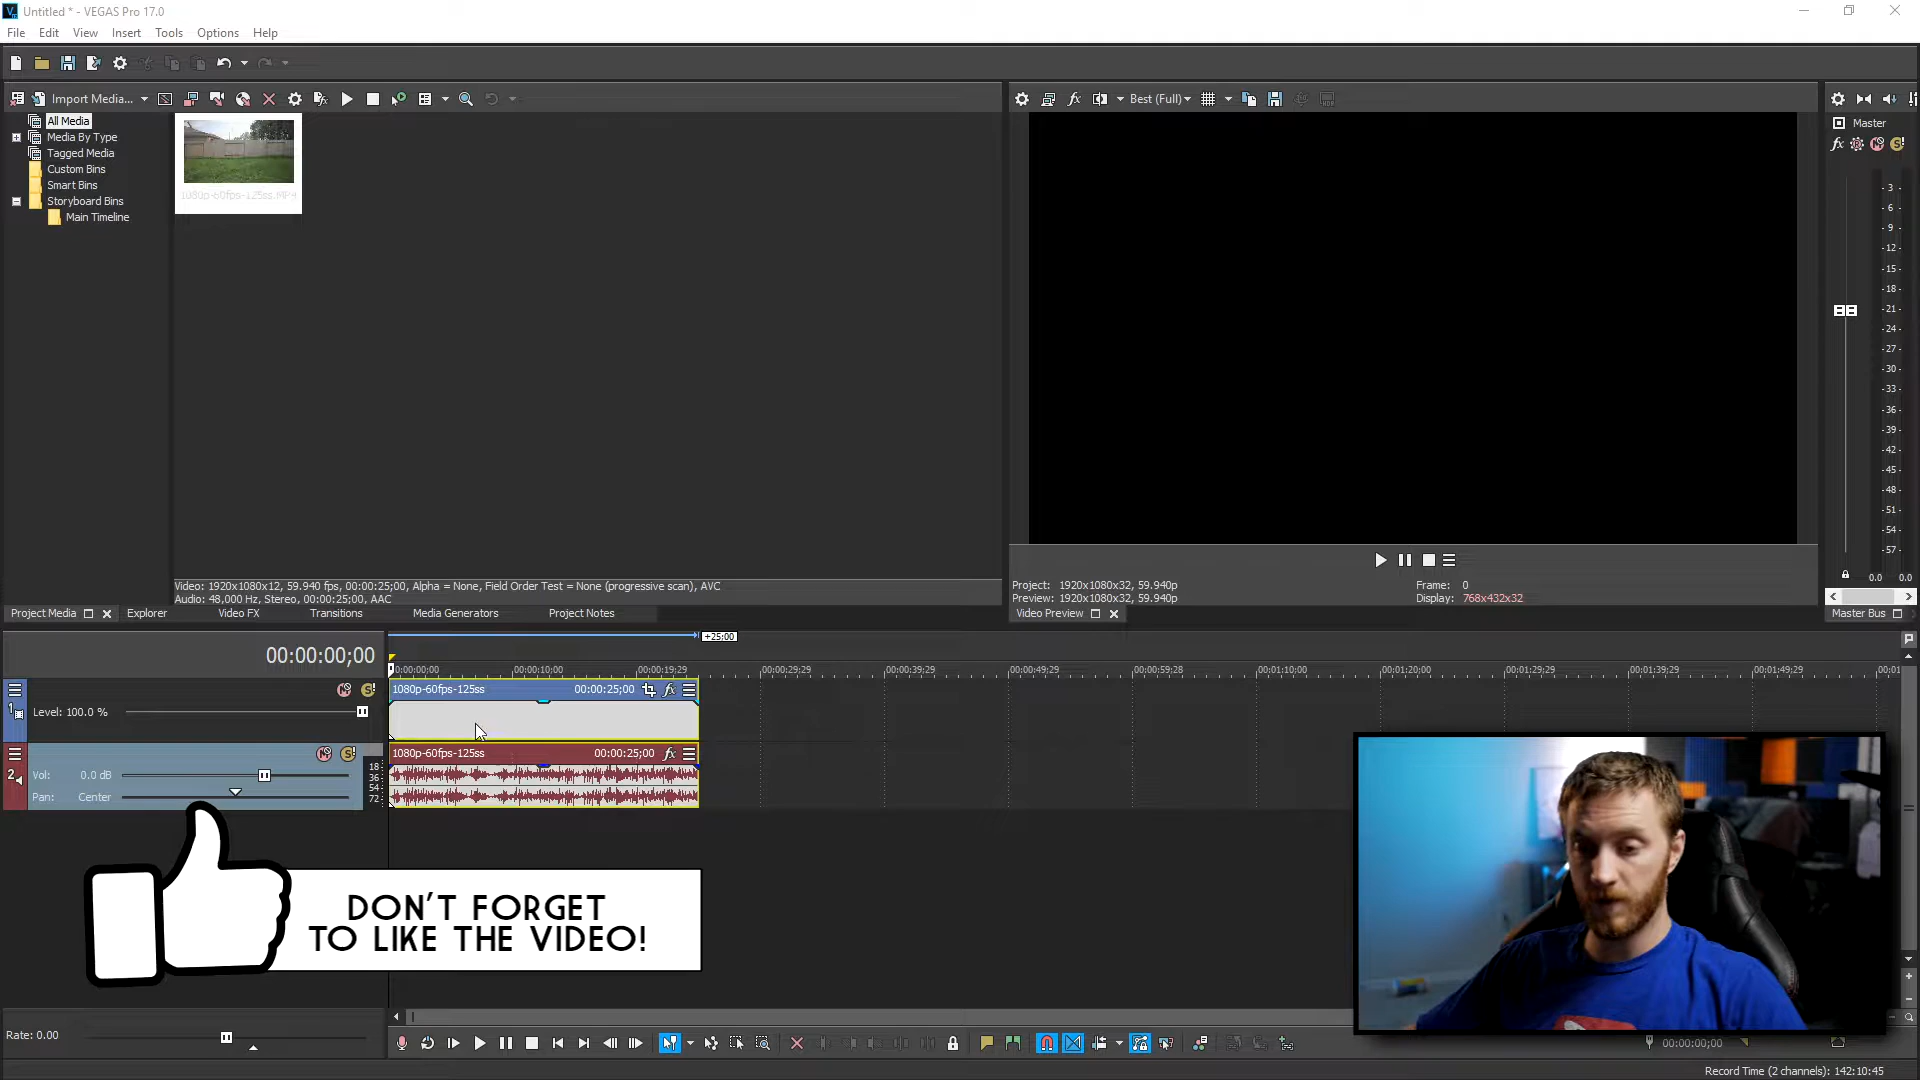 Untitled * - VEGAS Pro 17.0
File Edit View Insert Tools Options Help
Import Media...
All Media
Media By Type
Tagged Media
Custom Bins
Smart Bins
Storyboard Bins
Main Timeline
1080p-60fps-125ss.MP4
Video: 1920x1080x12, 59.940 fps, 00:00:25;00, Alpha = None, Field Order Test = None (progressive scan), AVC
Audio: 48,000 Hz, Stereo, 00:00:25;00, AAC
Project Media Explorer Video FX Transitions Media Generators Project Notes
Best (Full)
Project: 1920x1080x32, 59.940p
Preview: 1920x1080x32, 59.940p
Frame: 0
Display: 768x432x32
Video Preview
Master
-3
-6
-9
-12
-15
-18
-21
-24
-27
-30
-33
-36
-39
-42
-45
-48
-51
-54
-57
0.0 0.0
Master Bus
00:00:00;00
+25;00
00:00:00;00 00:00:10;00 00:00:19;29 00:00:29;29 00:00:39;29 00:00:49;29 00:00:59;28 00:01:10;00 00:01:20;00 00:01:29;29 00:01:39;29 00:01:49;29 00:01
1
Level: 100.0 %
1080p-60fps-125ss 00:00:25;00
2
Vol: 0.0 dB
Pan: Center
18
36
54
72
1080p-60fps-125ss 00:00:25;00
DON'T FORGET
TO LIKE THE VIDEO!
Rate: 0.00
00:00:00;00
Record Time (2 channels): 142:10:45